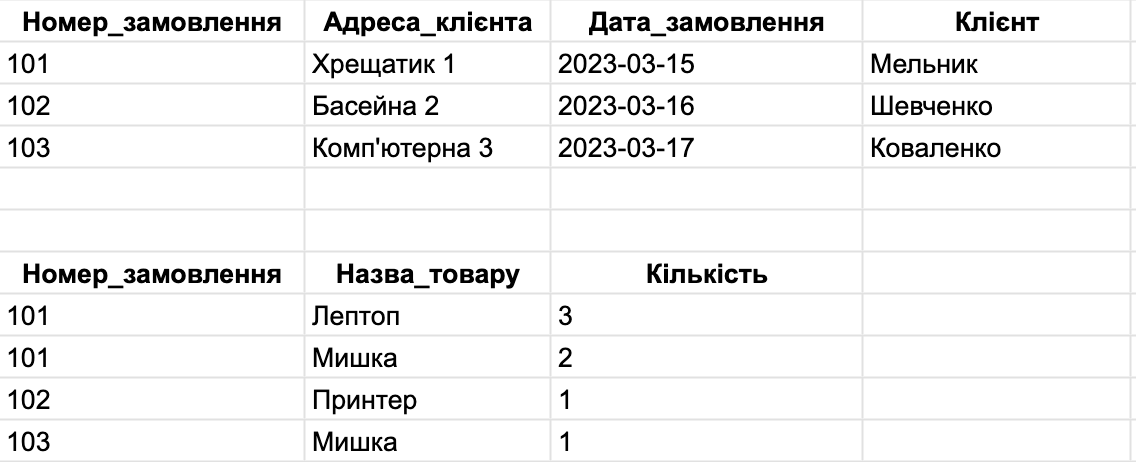 Номер_замовлення Адреса_клієнта Дата_замовлення Клієнт
101 Хрещатик 1 2023-03-15 Мельник
102 Басейна 2 2023-03-16 Шевченко
103 Комп'ютерна 3 2023-03-17 Коваленко
Номер_замовлення Назва_товару Кількість
101 Лептоп 3
101 Мишка 2
102 Принтер 1
103 Мишка 1